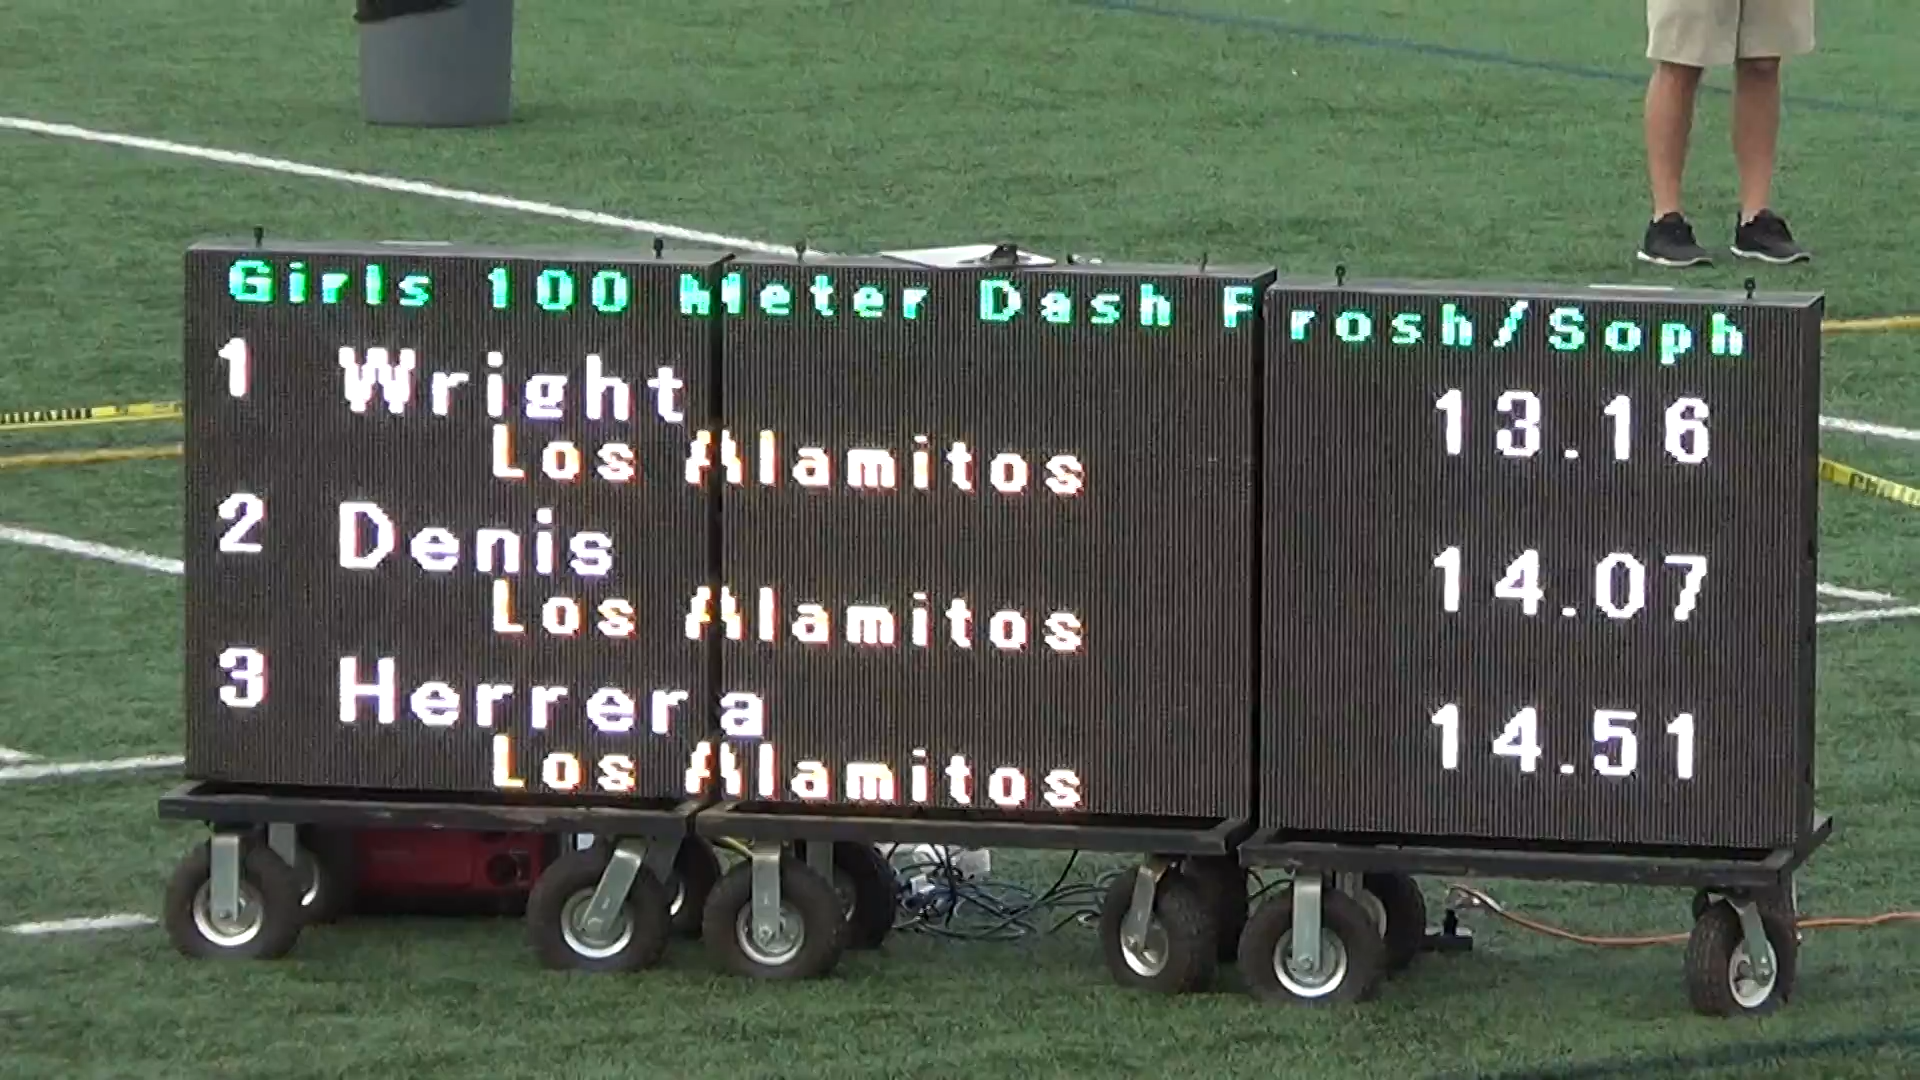 Girls 100 Meter Dash Frosh/Soph
1 Wright 13.16
Los Alamitos
2 Denis 14.07
Los Alamitos
3 Herrera 14.51
Los Alamitos